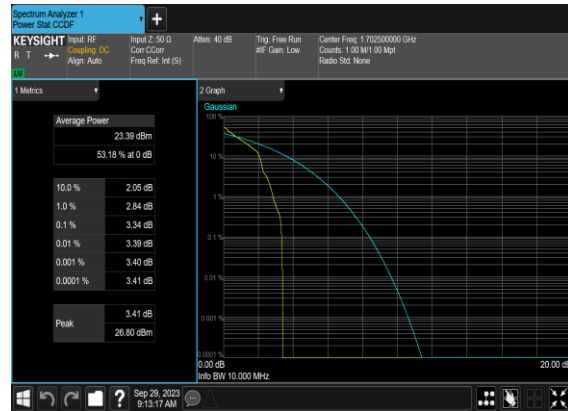 Spectrum Analyzer 1
Power Stat CCDF
KEYSIGHT
R T
LW
Input: RF
Coupling: DC
Align: Auto
Input Z: 50 Ω
Corr CCorr
Freq Ref: Int (S)
Atten: 40 dB
Trig: Free Run
#IF Gain: Low
Center Freq: 1.702500000 GHz
Counts: 1.00 M/1.00 Mpt
Radio Std: None
1 Metrics
Average Power
23.39 dBm
53.18 % at 0 dB
10.0 % 2.05 dB
1.0 % 2.84 dB
0.1 % 3.34 dB
0.01 % 3.39 dB
0.001 % 3.40 dB
0.0001 % 3.41 dB
Peak
3.41 dB
26.80 dBm
2 Graph
Gaussian
100 %
10 %
1 %
0.1 %
0.01 %
0.001 %
0.0001 %
0.00 dB
20.00 dB
Info BW 10.000 MHz
?
Sep 29, 2023
9:13:17 AM